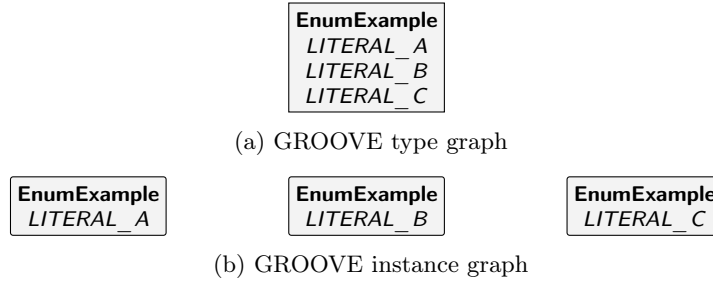 EnumExample
LITERAL_A
LITERAL_B
LITERAL_C
(a) GROOVE type graph
EnumExample EnumExample EnumExample
LITERAL_A LITERAL_B LITERAL_C
(b) GROOVE instance graph